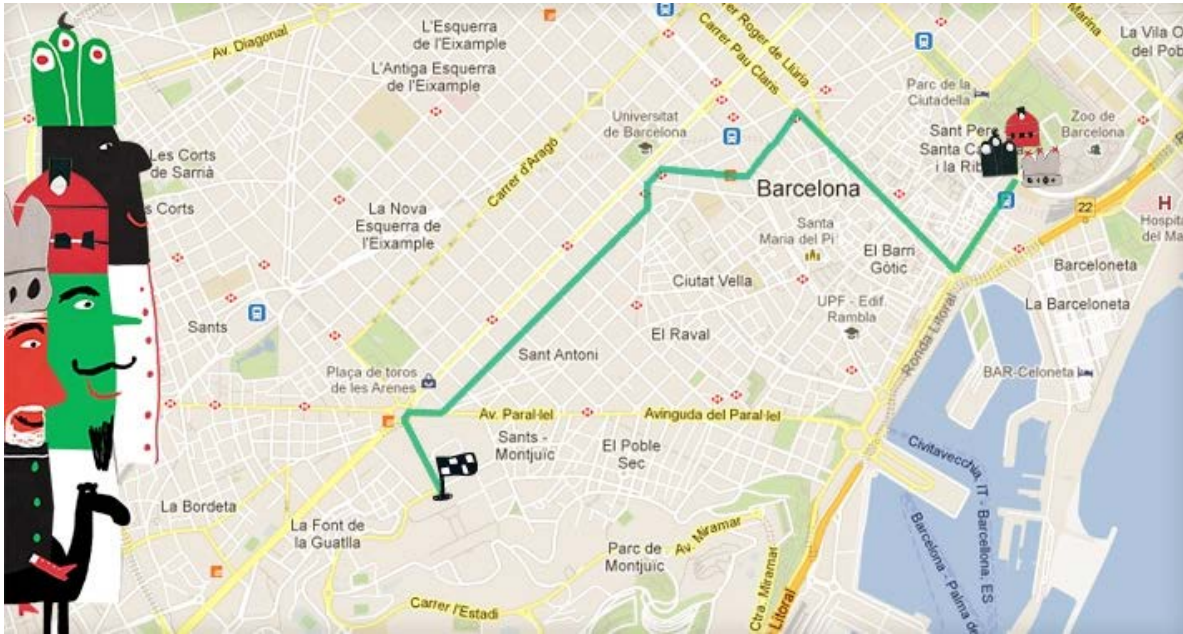 L'Esquerra
de l'Eixample
Av. Diagonal
L'Antiga Esquerra
de l'Eixample
Carrer Pau Claris
Carrer Roger de Llúria
Marina
La Vila O
del Pob
Parc de la
Ciutadella
Universitat
de Barcelona
Sant Pere
Santa Ca
i la Rib
Zoo de
Barcelona
Les Corts
de Sarrià
s Corts
Carrer d'Aragó
Barcelona
La Nova
Esquerra de
l'Eixample
Santa
Maria del Pi
El Barri
Gòtic
22
H
Hospita
del Ma
Barceloneta
Ciutat Vella
UPF - Edif.
Rambla
La Barceloneta
Sants
El Raval
Ronda Litoral
Sant Antoni
Plaça de toros
de les Arenes
BAR-Celoneta
Av. Paral·lel
Avinguda del Paral·lel
Sants -
Montjuïc
El Poble
Sec
Civitavecchia, IT - Barcellona, ES
La Bordeta
La Font de
la Guatlla
Parc de
Montjuïc
Av. Miramar
Barcelona - Palma de
Carrer l'Estadi
Ctra. Miramar
Litoral